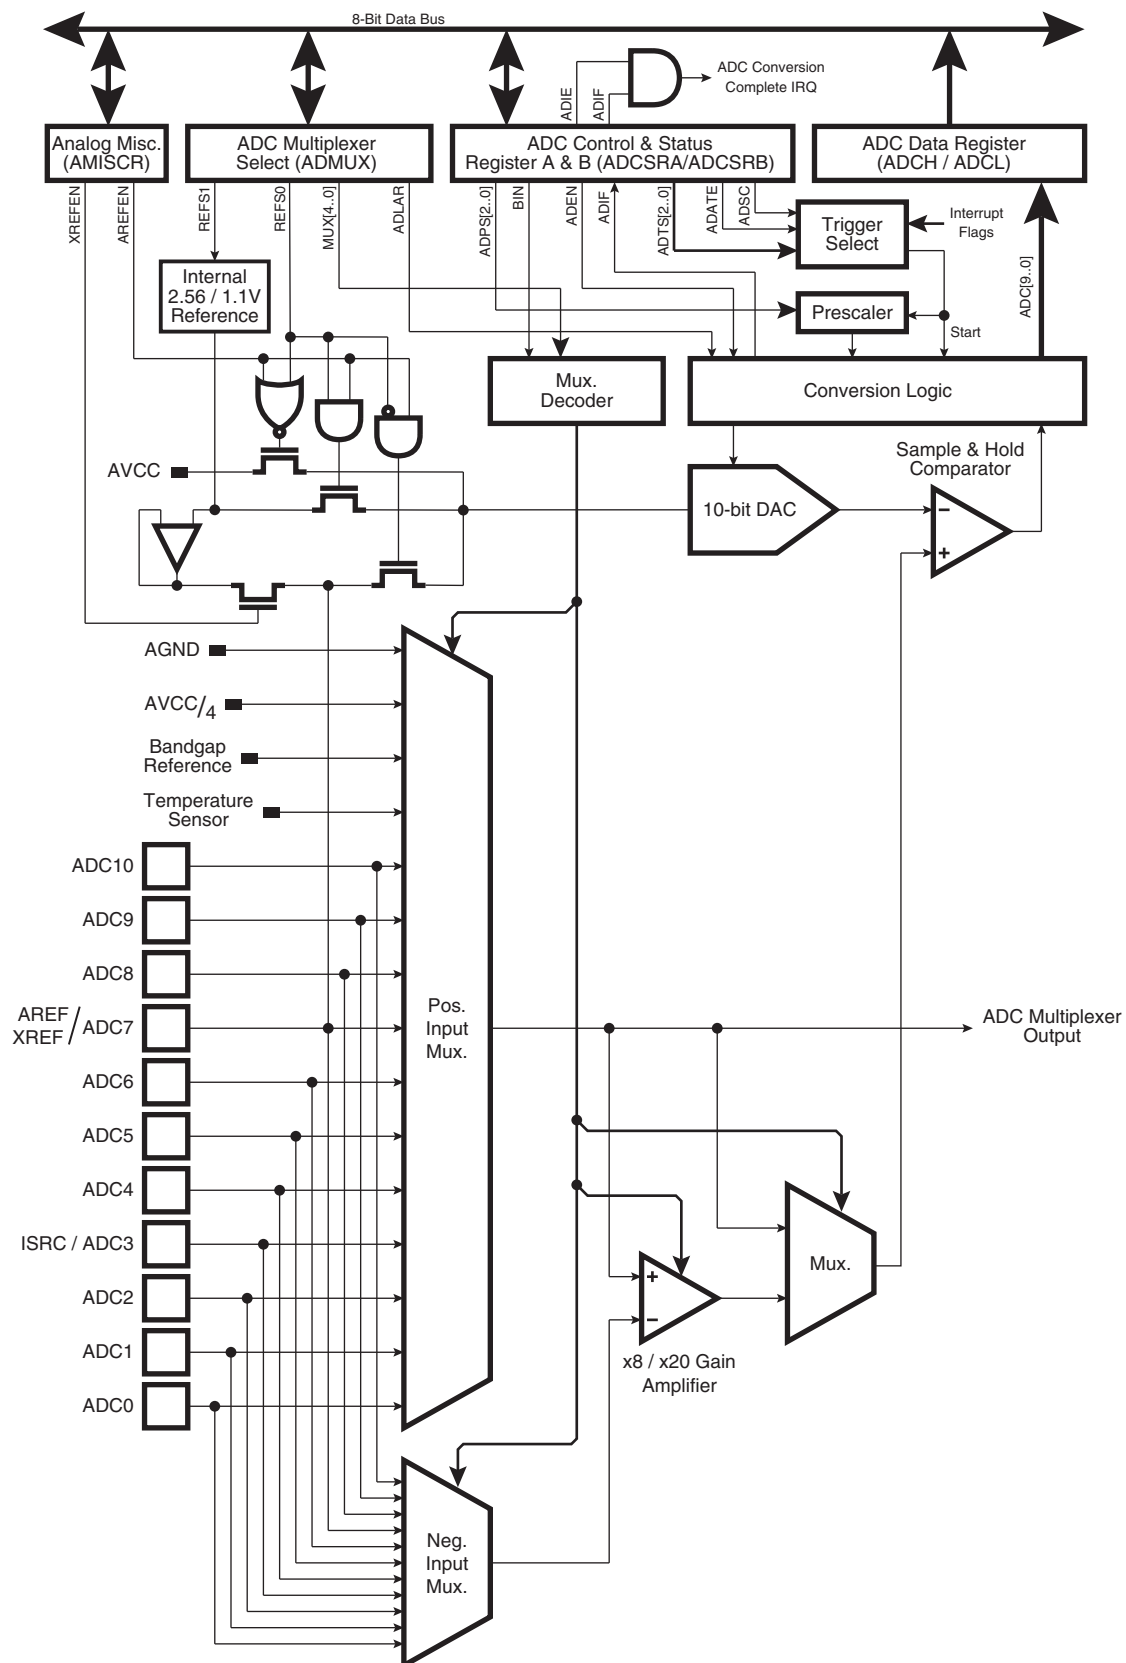 8-Bit Data Bus
ADC Conversion
Complete IRQ
ADIE
ADIF
Analog Misc.
(AMISCR)
ADC Multiplexer
Select (ADMUX)
ADC Control & Status
Register A & B (ADCSRA/ADCSRB)
ADC Data Register
(ADCH / ADCL)
XREFEN
AREFEN
REFS1
REFS0
MUX[4..0]
ADLAR
ADPS[2..0]
BIN
ADEN
ADIF
ADTS[2..0]
ADATE
ADSC
Trigger
Select
Interrupt
Flags
ADC[9..0]
Internal
2.56 / 1.1V
Reference
Prescaler
Start
Mux.
Decoder
Conversion Logic
AVCC
Sample & Hold
Comparator
10-bit DAC
−
+
AGND
AVCC/4
Bandgap
Reference
Temperature
Sensor
ADC10
ADC9
ADC8
AREF
XREF / ADC7
Pos.
Input
Mux.
ADC Multiplexer
Output
ADC6
ADC5
ADC4
ISRC / ADC3
Mux.
+
−
ADC2
ADC1
x8 / x20 Gain
Amplifier
ADC0
Neg.
Input
Mux.